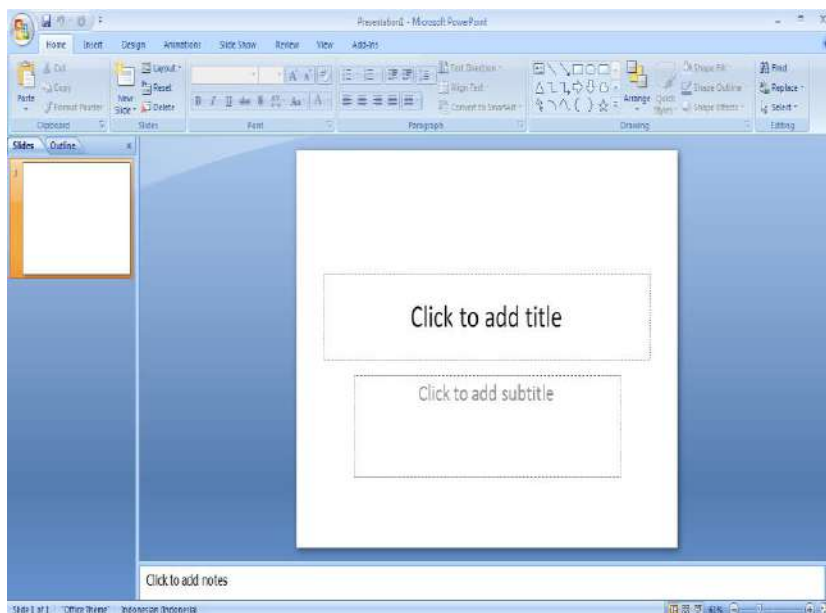 Presentation1 - Microsoft PowerPoint
Home Insert Design Animations Slide Show Review View Add-Ins
Cut
Copy
Format Painter
Paste
Clipboard
New
Slide
Layout
Reset
Delete
Slides
Font
Text Direction
Align Text
Convert to SmartArt
Paragraph
Arrange
Quick
Styles
Shape Fill
Shape Outline
Shape Effects
Drawing
Find
Replace
Select
Editing
Slides Outline
1
Click to add title
Click to add subtitle
Click to add notes
Slide 1 of 1 "Office Theme" Indonesian (Indonesia)